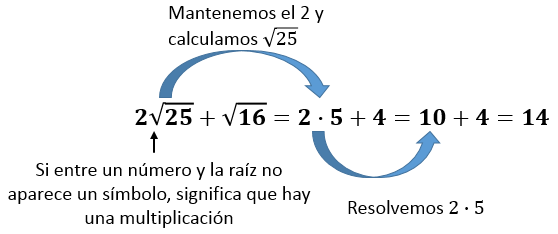 Mantenemos el 2 y
calculamos √25
2√25 + √16 = 2 · 5 + 4 = 10 + 4 = 14
Si entre un número y la raíz no
aparece un símbolo, significa que hay
una multiplicación
Resolvemos 2 · 5